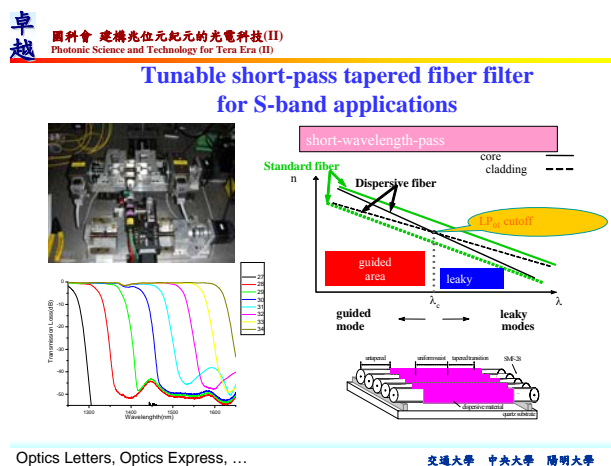 卓越
國科會 建構兆位元紀元的光電科技(II)
Photonic Science and Technology for Tera Era (II)
Tunable short-pass tapered fiber filter
for S-band applications
short-wavelength-pass
core
cladding
Standard fiber
n
Dispersive fiber
LP01 cutoff
guided
area
leaky
λc
λ
guided
mode
leaky
modes
Transmission Loss(dB)
0
-10
-20
-30
-40
-50
1300
1400
1500
1600
Wavelenghth(nm)
27
28
29
30
31
32
33
34
untapered
uniform waist
tapered transition
SMF-28
dispersive material
quartz substrate
Optics Letters, Optics Express, …
交通大學 中央大學 陽明大學